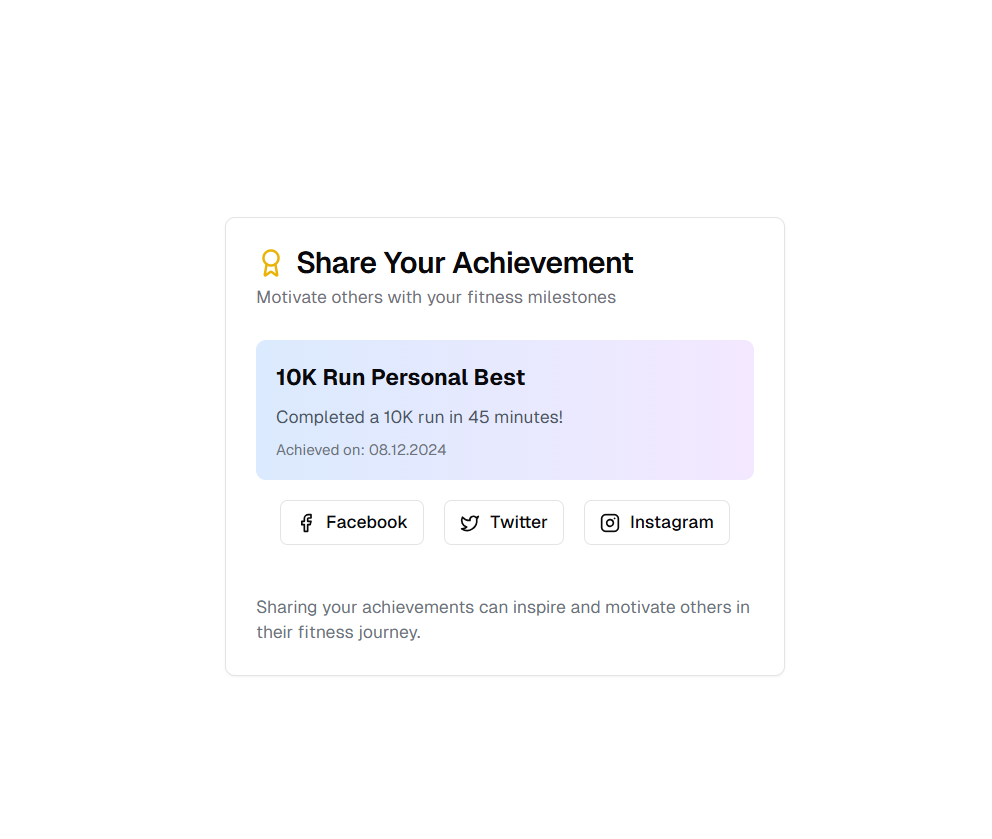 Share Your Achievement
Motivate others with your fitness milestones
10K Run Personal Best
Completed a 10K run in 45 minutes!
Achieved on: 08.12.2024
Facebook Twitter Instagram
Sharing your achievements can inspire and motivate others in
their fitness journey.